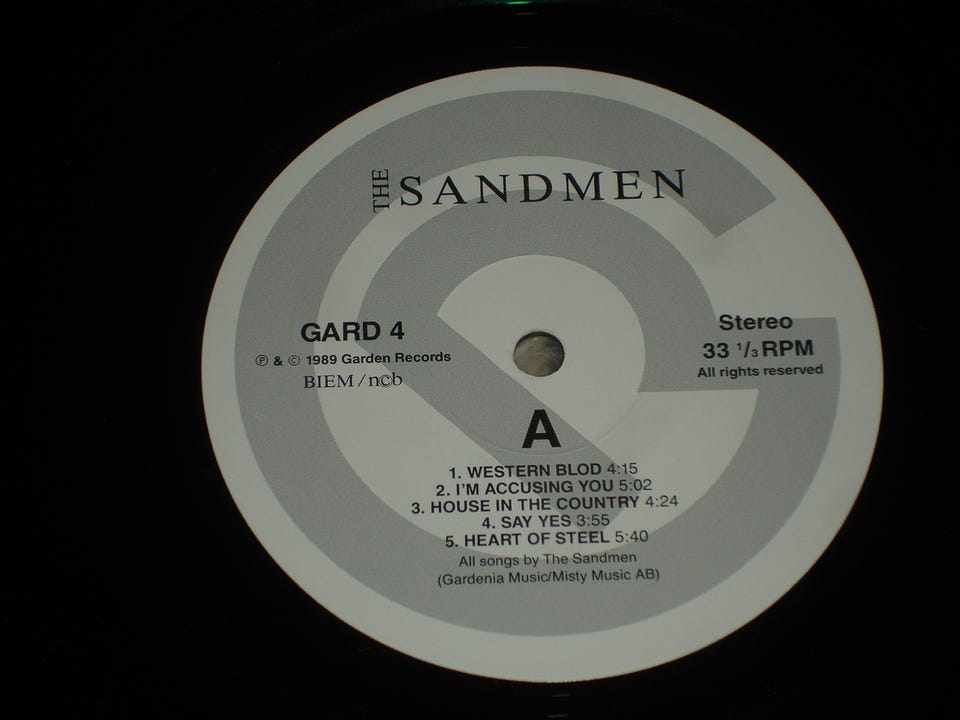 THE SANDMEN
GARD 4
℗ & © 1989 Garden Records
BIEM/ncb
Stereo
33 1/3 RPM
All rights reserved
A
1. WESTERN BLOD 4:15
2. I'M ACCUSING YOU 5:02
3. HOUSE IN THE COUNTRY 4:24
4. SAY YES 3:55
5. HEART OF STEEL 5:40
All songs by The Sandmen
(Gardenia Music/Misty Music AB)